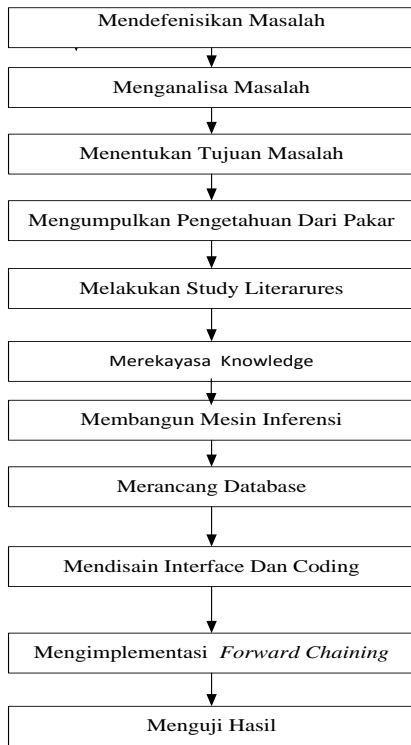 Mendefenisikan Masalah
Menganalisa Masalah
Menentukan Tujuan Masalah
Mengumpulkan Pengetahuan Dari Pakar
Melakukan Study Literarures
Merekayasa Knowledge
Membangun Mesin Inferensi
Merancang Database
Mendisain Interface Dan Coding
Mengimplementasi Forward Chaining
Menguji Hasil